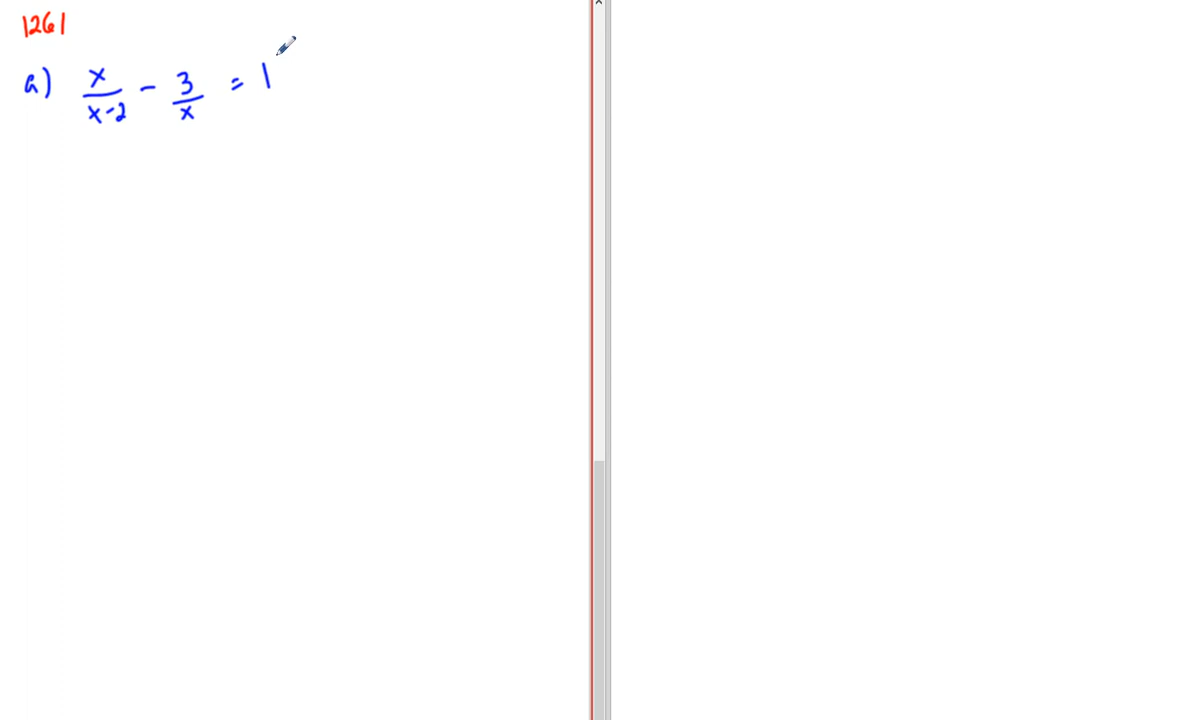 1261
a) x/(x-2) - 3/x = 1